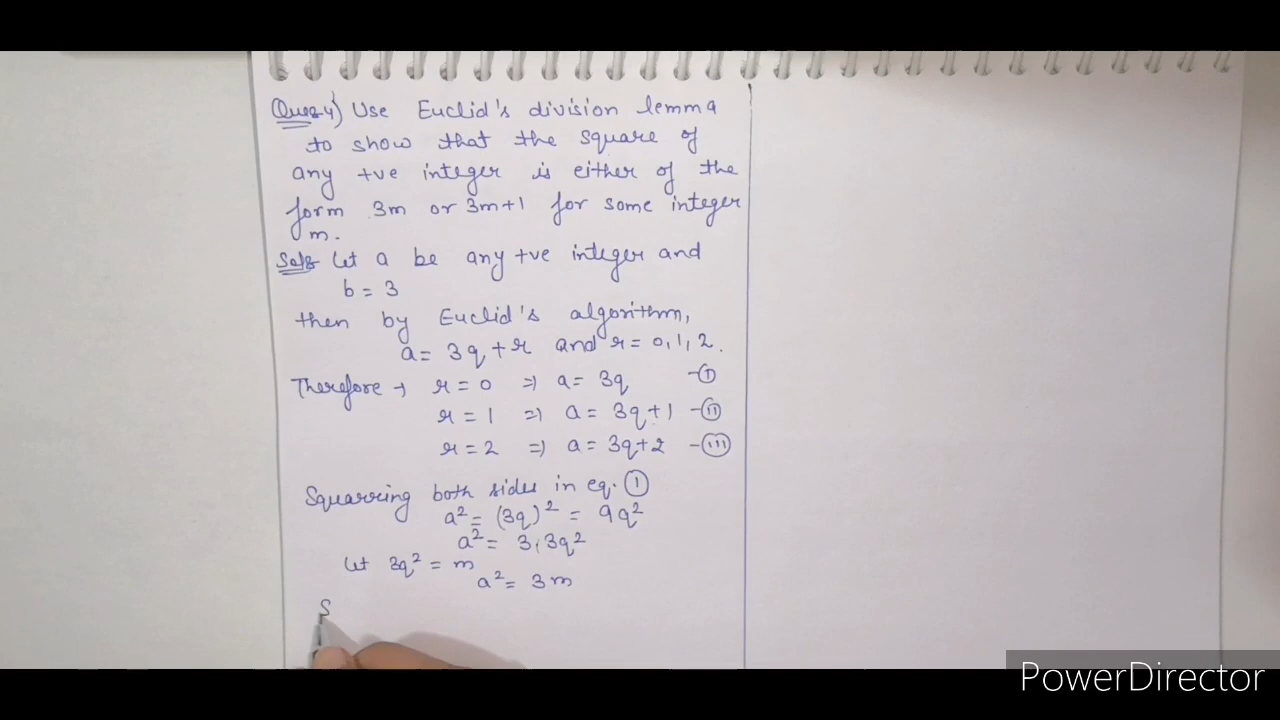 Ques4) Use Euclid's division lemma
to show that the square of
any +ve integer is either of the
form 3m or 3m+1 for some integer
m.
Sol:- Let a be any +ve integer and
b = 3
then by Euclid's algorithm,
a = 3q + r and r = 0, 1, 2.
Therefore → r = 0 ⇒ a = 3q -(I)
r = 1 ⇒ a = 3q+1 -(II)
r = 2 ⇒ a = 3q+2 -(III)
Squarring both sides in eq. (1)
a² = (3q)² = 9q²
a² = 3.3q²
Let 3q² = m
a² = 3m
S
PowerDirector